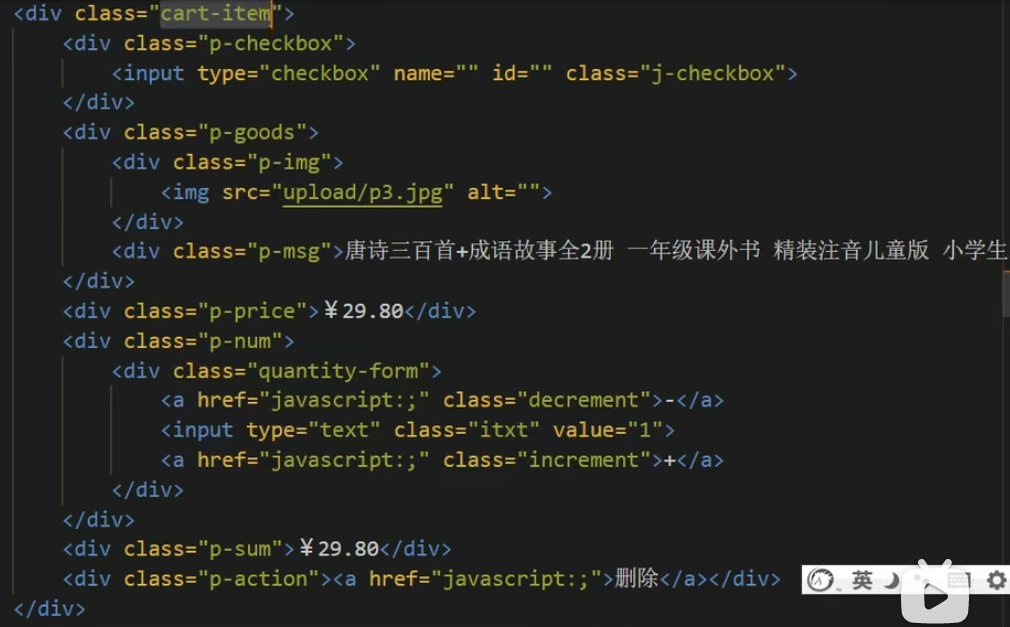 <div class="cart-item">
<div class="p-checkbox">
<input type="checkbox" name="" id="" class="j-checkbox">
</div>
<div class="p-goods">
<div class="p-img">
<img src="upload/p3.jpg" alt="">
</div>
<div class="p-msg">唐诗三百首+成语故事全2册 一年级课外书 精装注音儿童版 小学生
</div>
<div class="p-price">￥29.80</div>
<div class="p-num">
<div class="quantity-form">
<a href="javascript:;" class="decrement">-</a>
<input type="text" class="itxt" value="1">
<a href="javascript:;" class="increment">+</a>
</div>
</div>
<div class="p-sum">￥29.80</div>
<div class="p-action"><a href="javascript:;">删除</a></div>
英
</div>